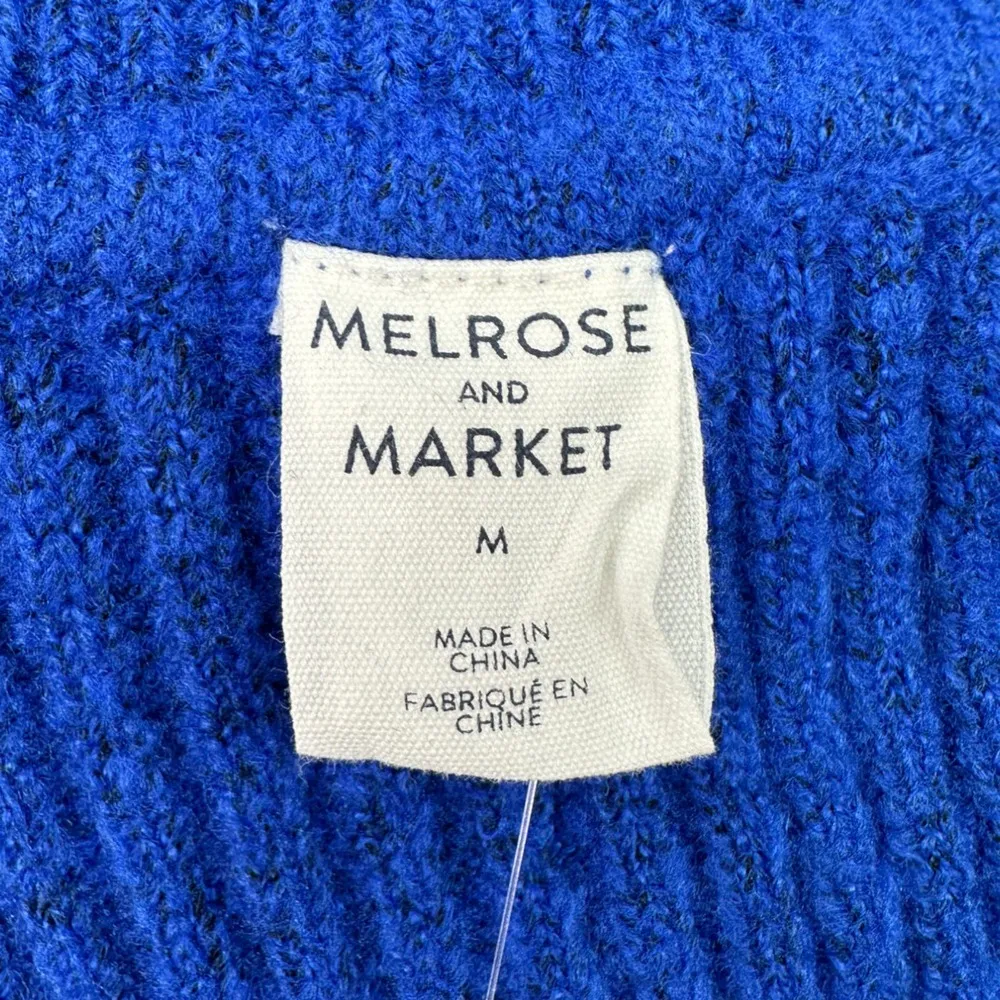 MELROSE
AND
MARKET
M
MADE IN
CHINA
FABRIQUÉ EN
CHINE